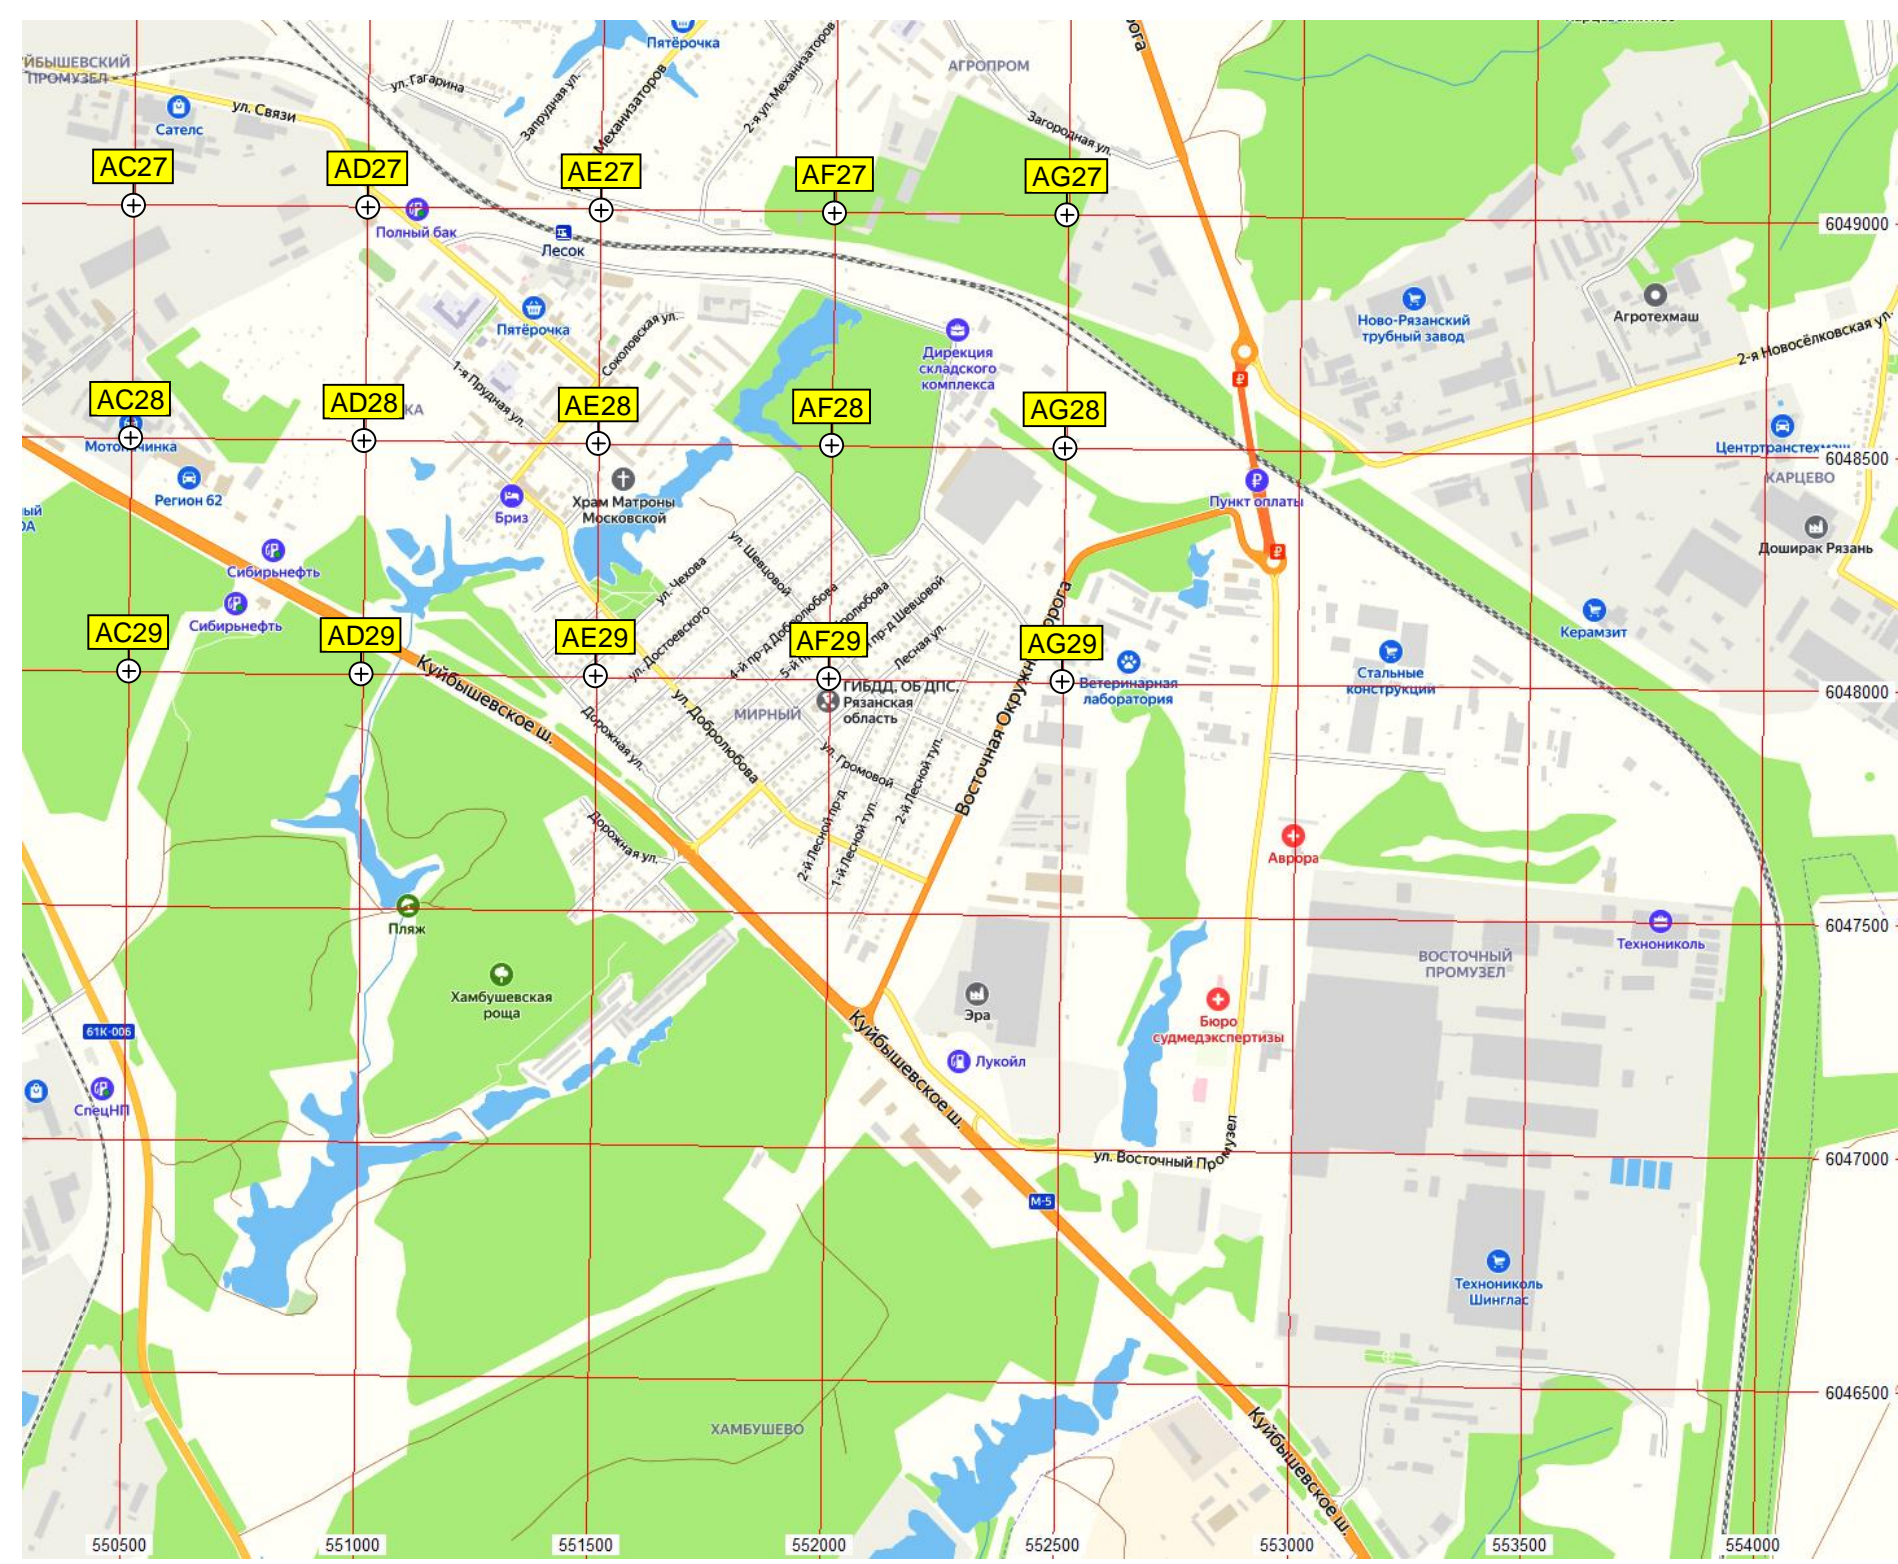 Пятёрочка
АГРОПРОМ
ПРОМУЗЕЛ
ул. Гагарина
Запрудная ул.
Механизаторов
2-я ул. Механизаторов
Загородная ул.
Сателс
ул. Связи
AC27
AD27
AE27
AF27
AG27
Полный бак
Лесок
6049000
Пятёрочка
Соколовская ул.
1-я Прудная ул.
Дирекция
складского
комплекса
Ново-Рязанский
трубный завод
Агротехмаш
2-я Новосёлковская ул.
AC28
AD28
AE28
AF28
AG28
Регион 62
Бриз
Храм Матроны
Московской
Пункт оплаты
6048500
КАРЦЕВО
Доширак Рязань
Сибирьнефть
Сибирьнефть
ул. Чехова
ул. Шевцовой
ул. Достоевского
4-й пр-д Добролюбова
Лесная ул.
Керамзит
AC29
AD29
AE29
AF29
AG29
Куйбышевское ш.
Дорожная ул.
ул. Добролюбова
МИРНЫЙ
ГИБДД, ОБ ДПС,
Рязанская
область
Ветеринарная
лаборатория
Стальные
конструкции
6048000
ул. Громовой
2-й Лесной пр-д
1-й Лесной туп.
2-й Лесной туп.
Восточная Окружн
Дорожная ул.
Аврора
Пляж
6047500
Технониколь
ВОСТОЧНЫЙ
ПРОМУЗЕЛ
Хамбушевская
роща
Эра
Бюро
судмедэкспертизы
61К-006
Лукойл
Куйбышевское ш.
СпецНП
ул. Восточный Промузел
6047000
М-5
Технониколь
Шинглас
6046500
ХАМБУШЕВО
Куйбышевское ш.
550500
551000
551500
552000
552500
553000
553500
554000